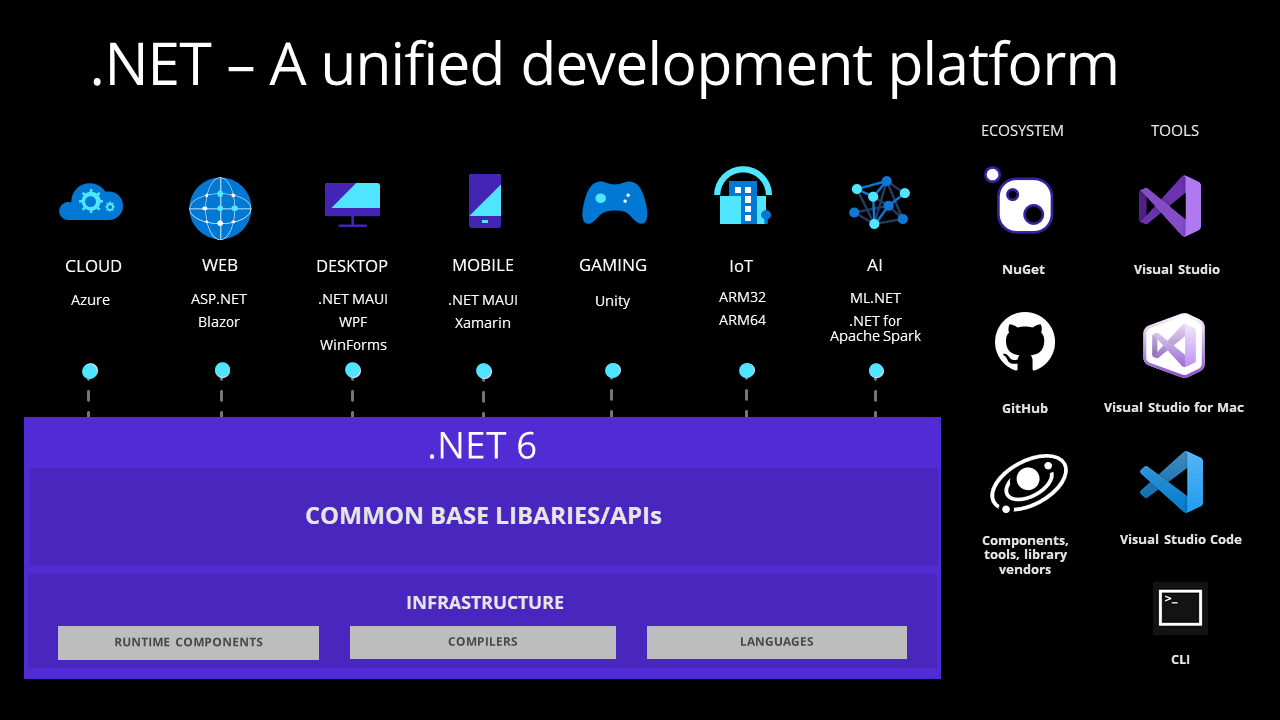 .NET – A unified development platform
ECOSYSTEM
TOOLS
CLOUD
Azure
WEB
ASP.NET
Blazor
DESKTOP
.NET MAUI
WPF
WinForms
MOBILE
.NET MAUI
Xamarin
GAMING
Unity
IoT
ARM32
ARM64
AI
ML.NET
.NET for
Apache Spark
NuGet
GitHub
Components,
tools, library
vendors
Visual Studio
Visual Studio for Mac
Visual Studio Code
>_
CLI
.NET 6
COMMON BASE LIBARIES/APIs
INFRASTRUCTURE
RUNTIME COMPONENTS
COMPILERS
LANGUAGES